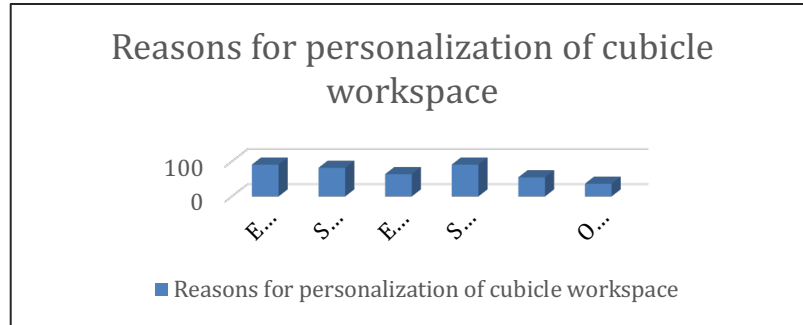 Reasons for personalization of cubicle
workspace
100
0
E...
S...
E...
S...
O...
Reasons for personalization of cubicle workspace